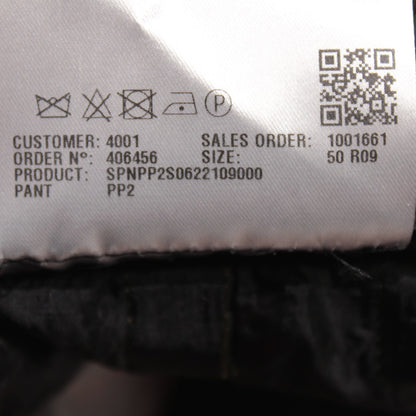 P
CUSTOMER: 4001 SALES ORDER: 1001661
ORDER Nº: 406456 SIZE: 50 R09
PRODUCT: SPNPP2S0622109000
PANT PP2